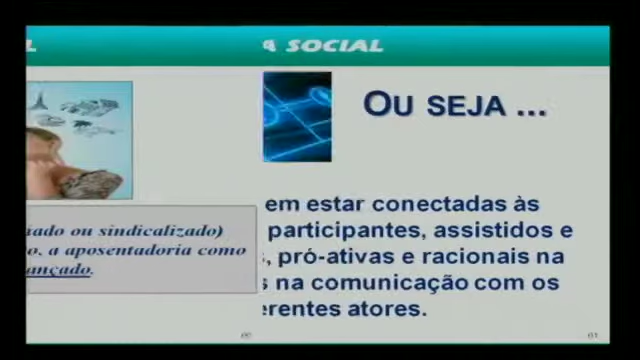 L
A SOCIAL
OU SEJA ...
iado ou sindicalizado)
o, a aposentadoria como
ançado.
em estar conectadas às
participantes, assistidos e
s, pró-ativas e racionais na
s na comunicação com os
erentes atores.